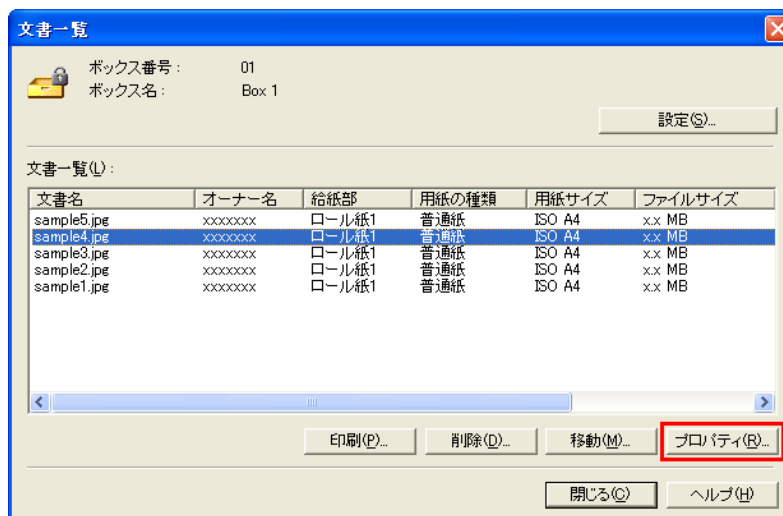 文書一覧
ボックス番号: 01
ボックス名: Box 1
設定(S)...
文書一覧(L):
文書名 オーナー名 給紙部 用紙の種類 用紙サイズ ファイルサイズ
sample5.jpg xxxxxxx ロール紙1 普通紙 ISO A4 x.x MB
sample4.jpg xxxxxxx ロール紙1 普通紙 ISO A4 x.x MB
sample3.jpg xxxxxxx ロール紙1 普通紙 ISO A4 x.x MB
sample2.jpg xxxxxxx ロール紙1 普通紙 ISO A4 x.x MB
sample1.jpg xxxxxxx ロール紙1 普通紙 ISO A4 x.x MB
印刷(P)... 削除(D)... 移動(M)... プロパティ(R)...
閉じる(C) ヘルプ(H)